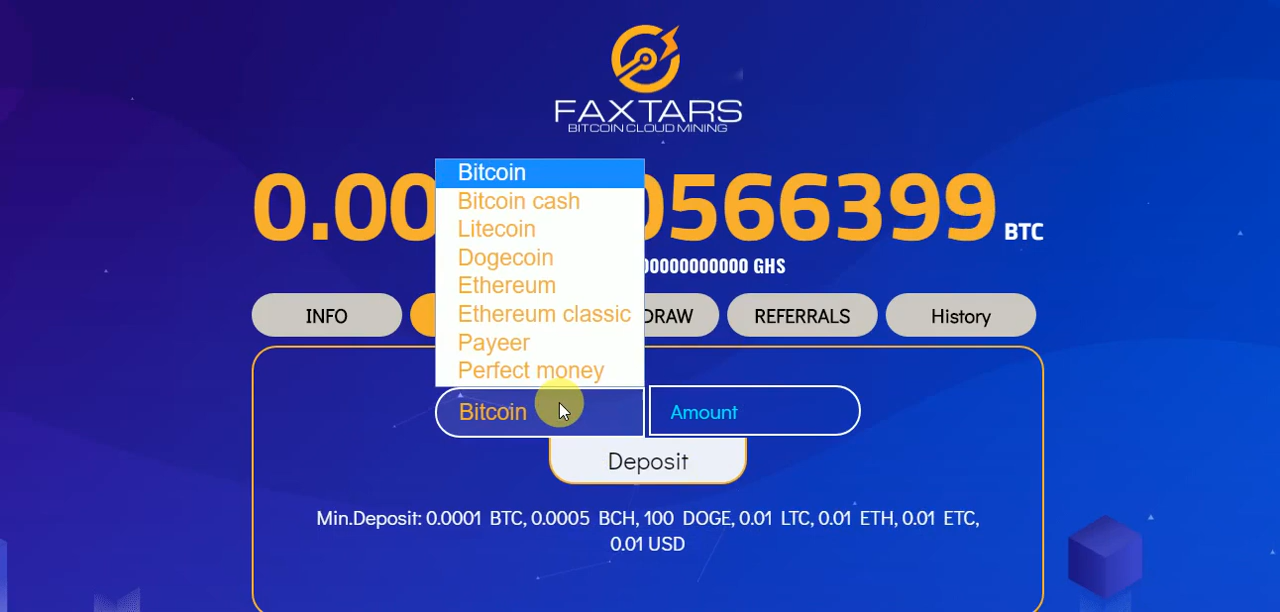 FAXTARS
BITCOIN CLOUD MINING
Bitcoin
Bitcoin cash
Litecoin
Dogecoin
Ethereum
Ethereum classic
Payeer
Perfect money
0.00
0566399 BTC
00000000000 GHS
INFO
REFERRALS
History
Bitcoin
Amount
Deposit
Min.Deposit: 0.0001 BTC, 0.0005 BCH, 100 DOGE, 0.01 LTC, 0.01 ETH, 0.01 ETC,
0.01 USD